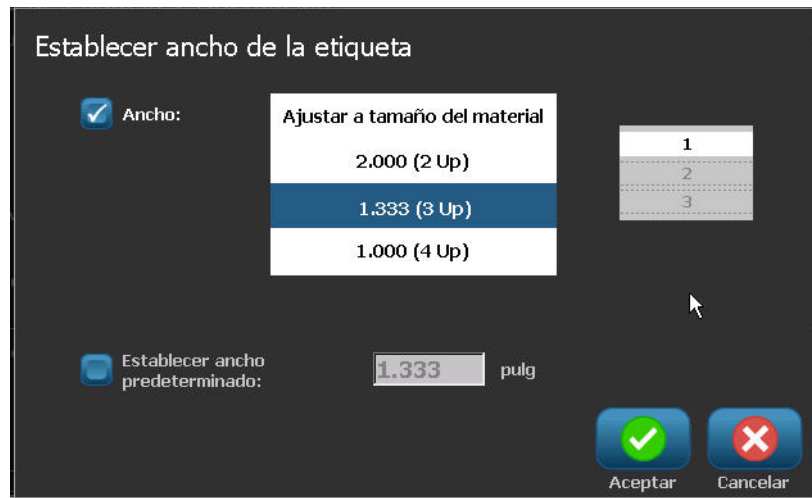 Establecer ancho de la etiqueta
Ancho:
Ajustar a tamaño del material
2.000 (2 Up)
1.333 (3 Up)
1.000 (4 Up)
1
2
3
Establecer ancho
predeterminado:
1.333 pulg
Aceptar Cancelar